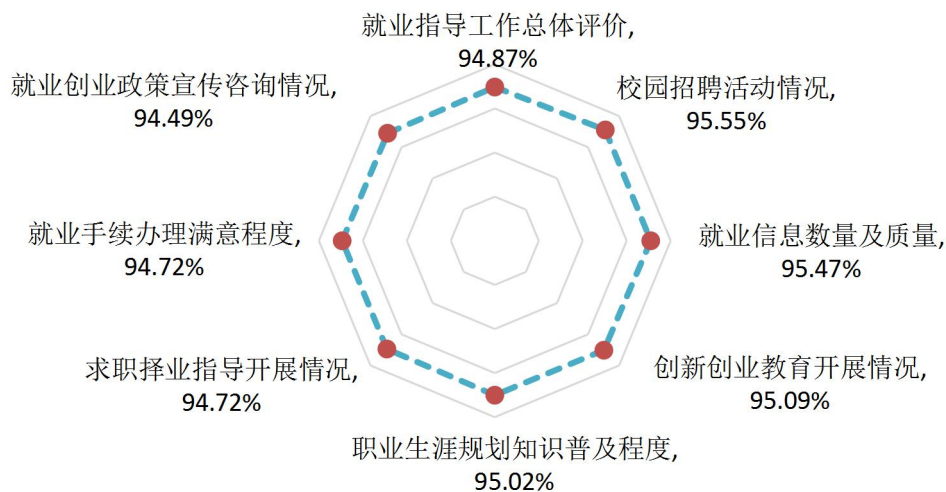 就业指导工作总体评价,
94.87%
校园招聘活动情况,
95.55%
就业信息数量及质量,
95.47%
创新创业教育开展情况,
95.09%
职业生涯规划知识普及程度,
95.02%
求职择业指导开展情况,
94.72%
就业手续办理满意程度,
94.72%
就业创业政策宣传咨询情况,
94.49%